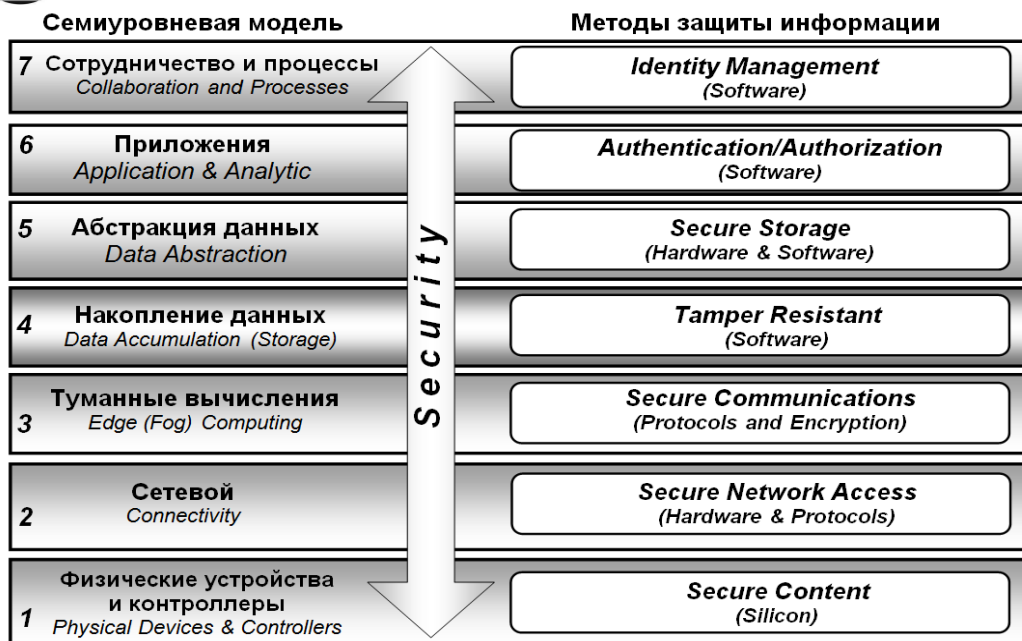 Семиуровневая модель
Методы защиты информации
7 Сотрудничество и процессы
Collaboration and Processes
Identity Management
(Software)
6 Приложения
Application & Analytic
Authentication/Authorization
(Software)
5 Абстракция данных
Data Abstraction
Secure Storage
(Hardware & Software)
4 Накопление данных
Data Accumulation (Storage)
Tamper Resistant
(Software)
3 Туманные вычисления
Edge (Fog) Computing
Secure Communications
(Protocols and Encryption)
2 Сетевой
Connectivity
Secure Network Access
(Hardware & Protocols)
1 Физические устройства
и контроллеры
Physical Devices & Controllers
Secure Content
(Silicon)
Security